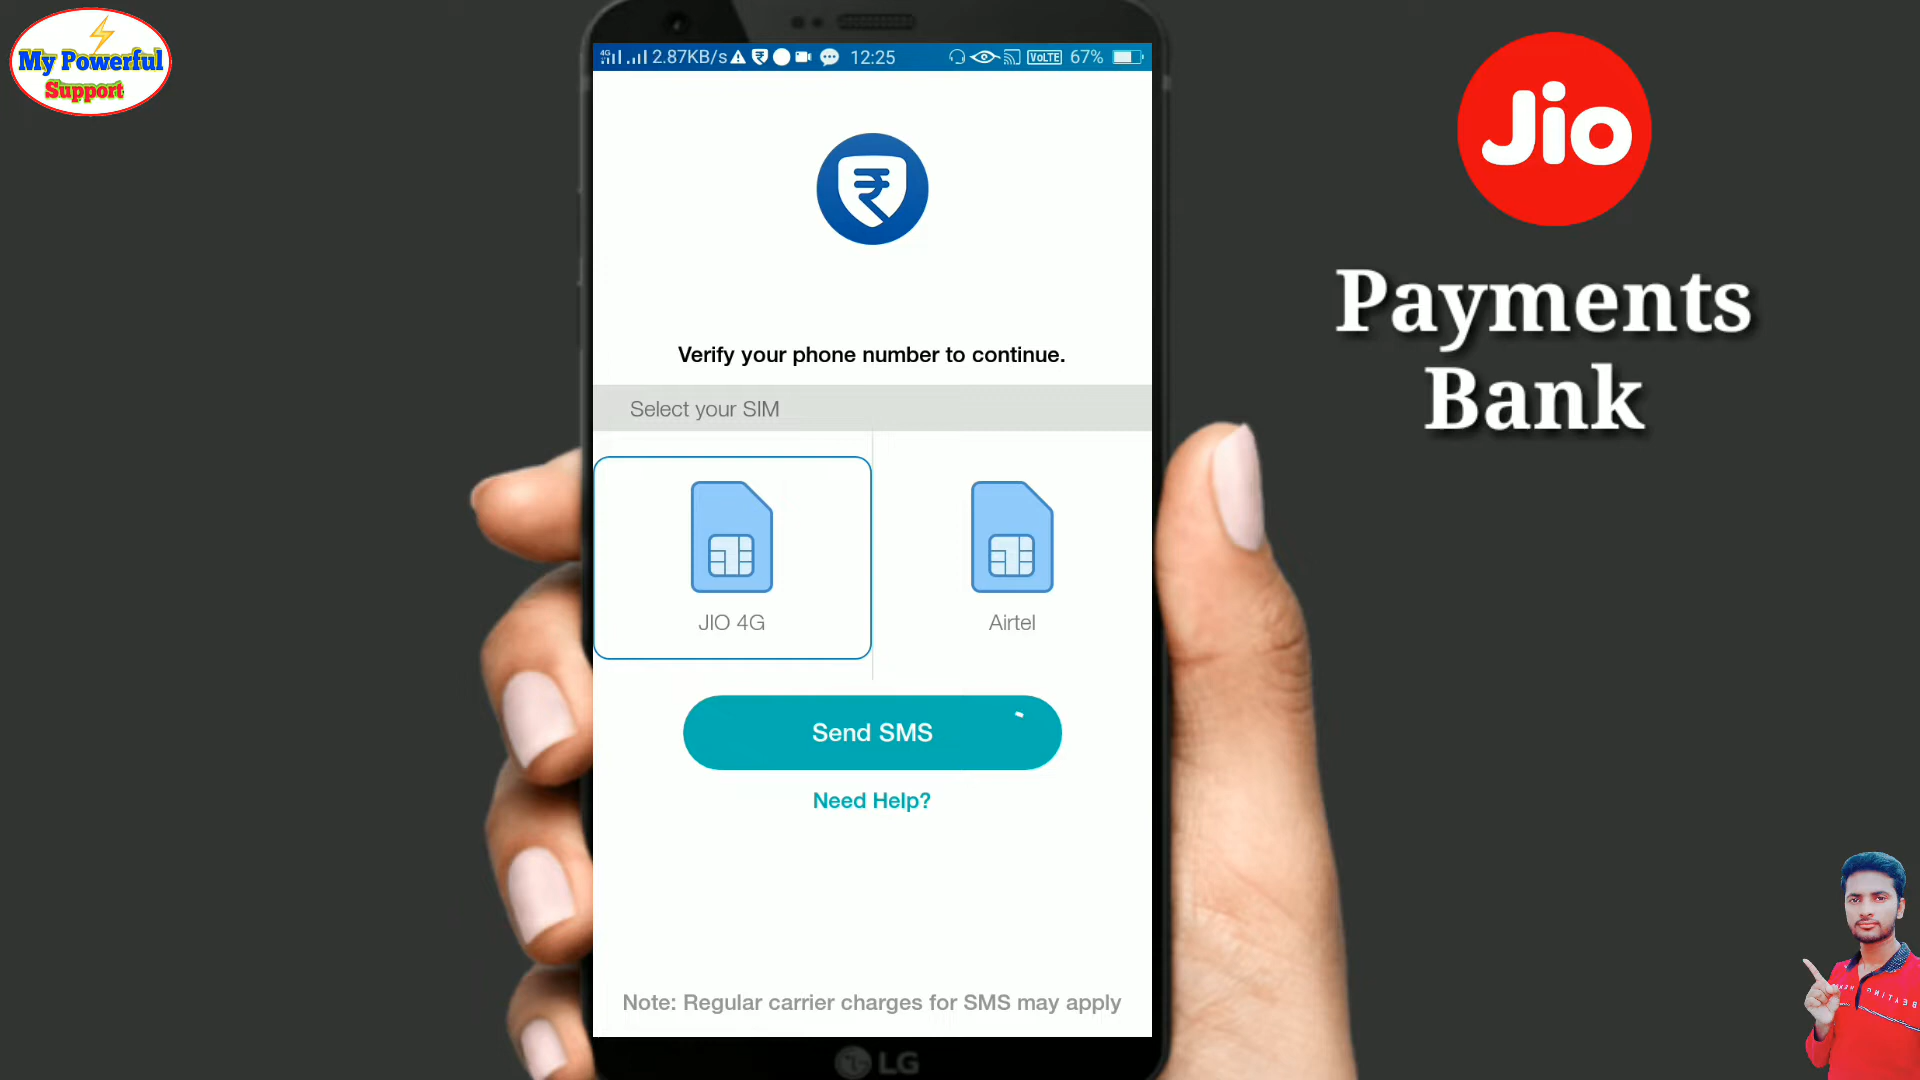 My Powerful
Support
4G 2.87KB/s 12:25 VoLTE 67%
Jio
Payments
Bank
Verify your phone number to continue.
Select your SIM
JIO 4G
Airtel
Send SMS
Need Help?
Note: Regular carrier charges for SMS may apply
LG